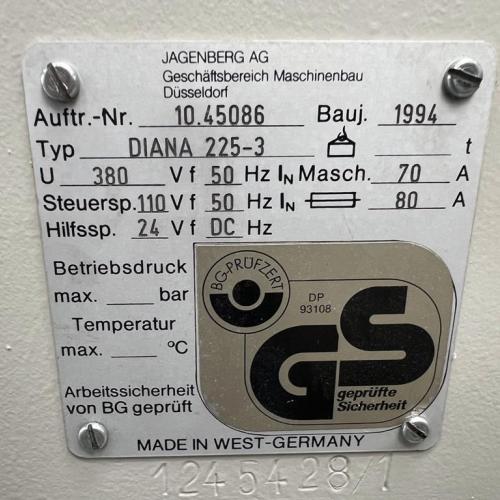 JAGENBERG AG
Geschäftsbereich Maschinenbau
Düsseldorf
Auftr.-Nr. 10.45086 Bauj. 1994
Typ DIANA 225-3 t
U 380 V f 50 Hz IN Masch. 70 A
Steuersp. 110 V f 50 Hz IN 80 A
Hilfssp. 24 V f DC Hz
Betriebsdruck
max. ____ bar
Temperatur
max. ____ °C
Arbeitssicherheit
von BG geprüft
BG-PRÜFZERT
DP
93108
GS
geprüfte
Sicherheit
MADE IN WEST-GERMANY
1245428/1